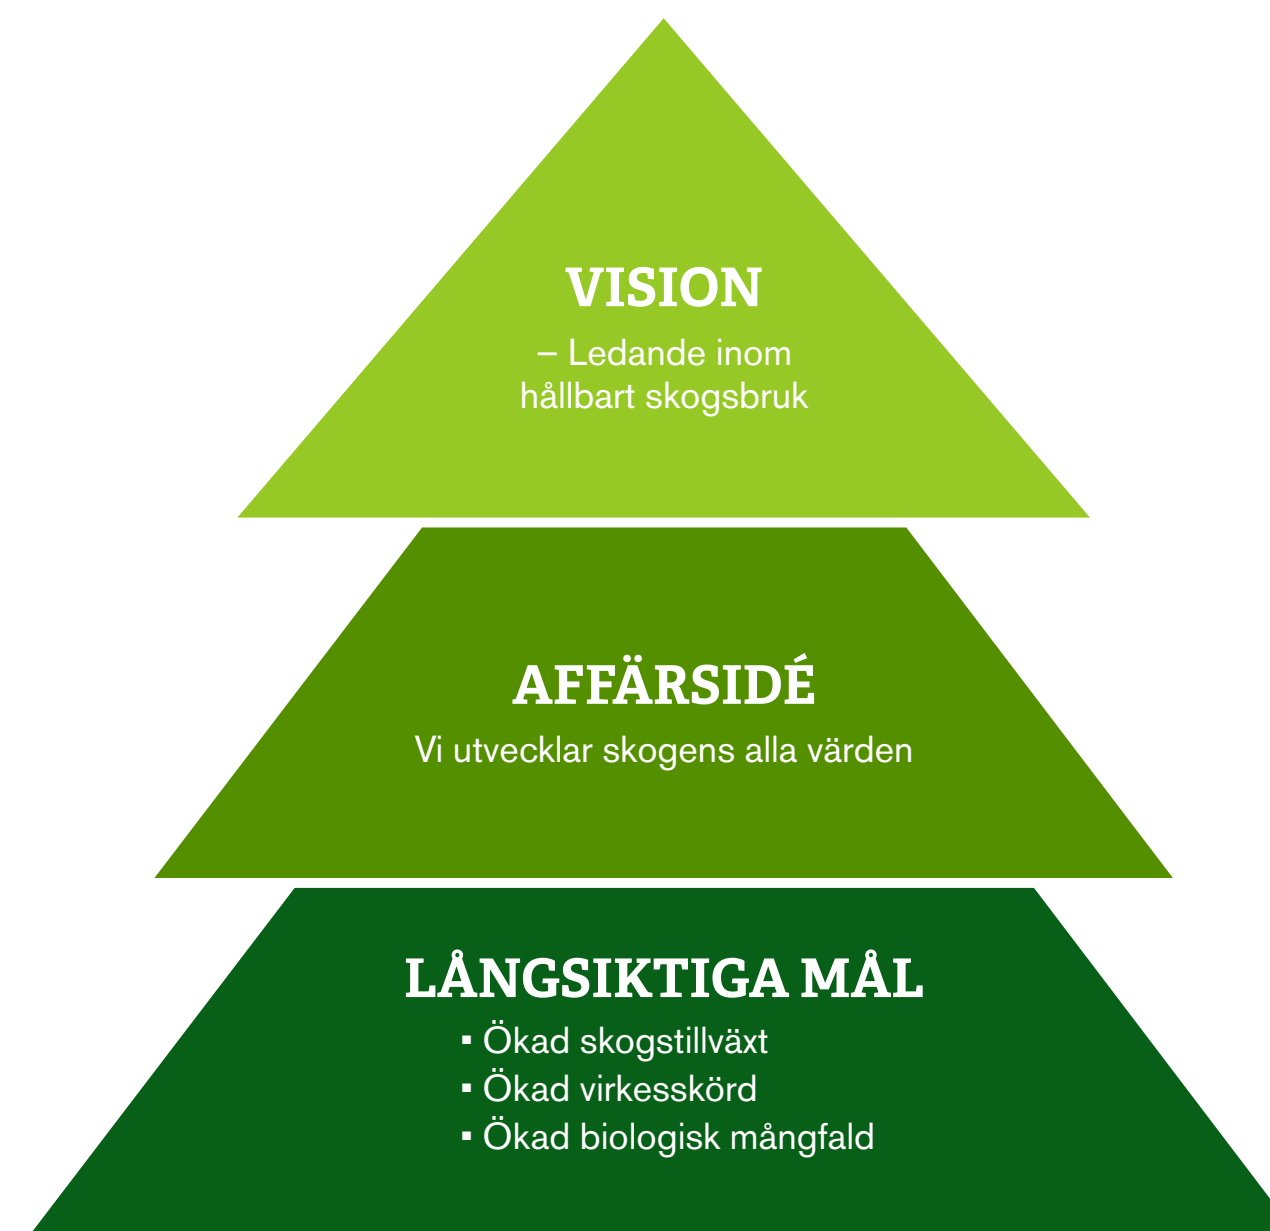 VISION
– Ledande inom
hållbart skogsbruk
AFFÄRSIDÉ
Vi utvecklar skogens alla värden
LÅNGSIKTIGA MÅL
▪ Ökad skogstillväxt
▪ Ökad virkesskörd
▪ Ökad biologisk mångfald